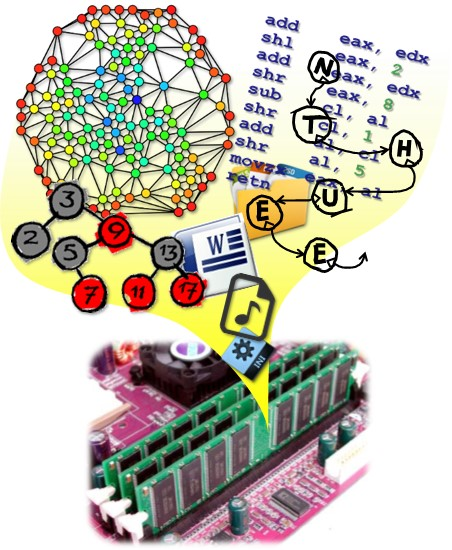 add eax, edx
shl eax, 2
add eax, edx
shr eax, 8
sub cl, al
shr cl, 1
add al, cl
shr al, 5
movzx eax, al
retn
N
T
H
U
E
E
3
2
9
5
13
7
11
17
W
INI